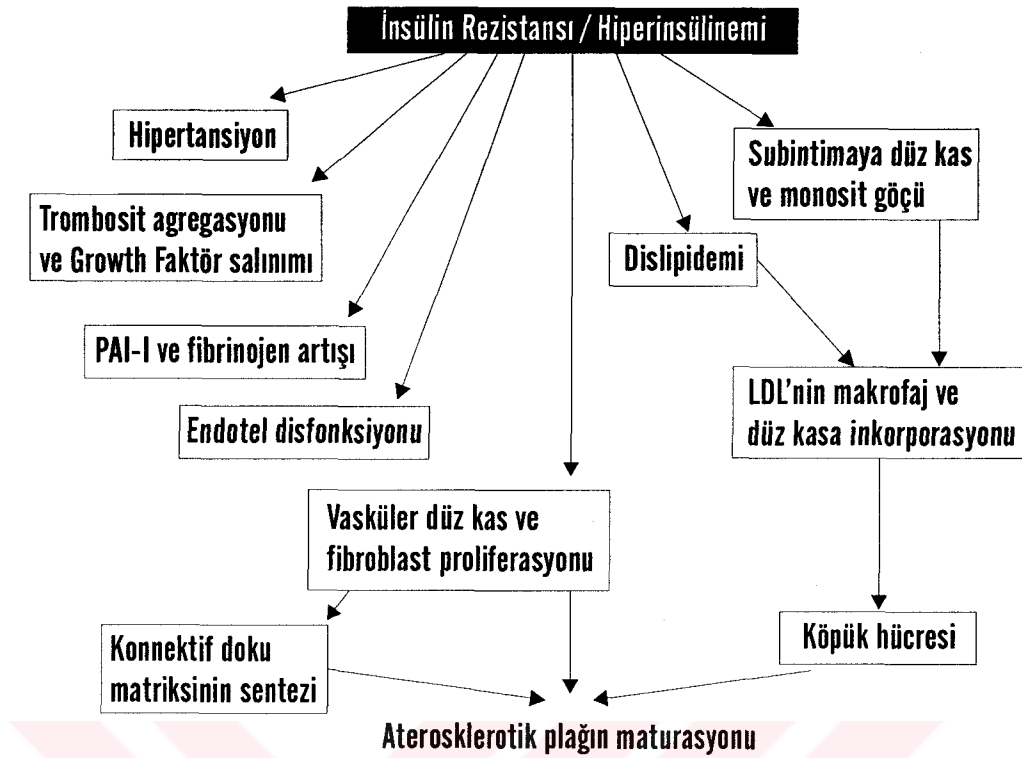 İnsülin Rezistansı / Hiperinsülinemi
Hipertansiyon
Trombosit agregasyonu
ve Growth Faktör salınımı
PAI-I ve fibrinojen artışı
Endotel disfonksiyonu
Vasküler düz kas ve
fibroblast proliferasyonu
Konnektif doku
matriksinin sentezi
Subintimaya düz kas
ve monosit göçü
Dislipidemi
LDL'nin makrofaj ve
düz kasa inkorporasyonu
Köpük hücresi
Aterosklerotik plağın maturasyonu